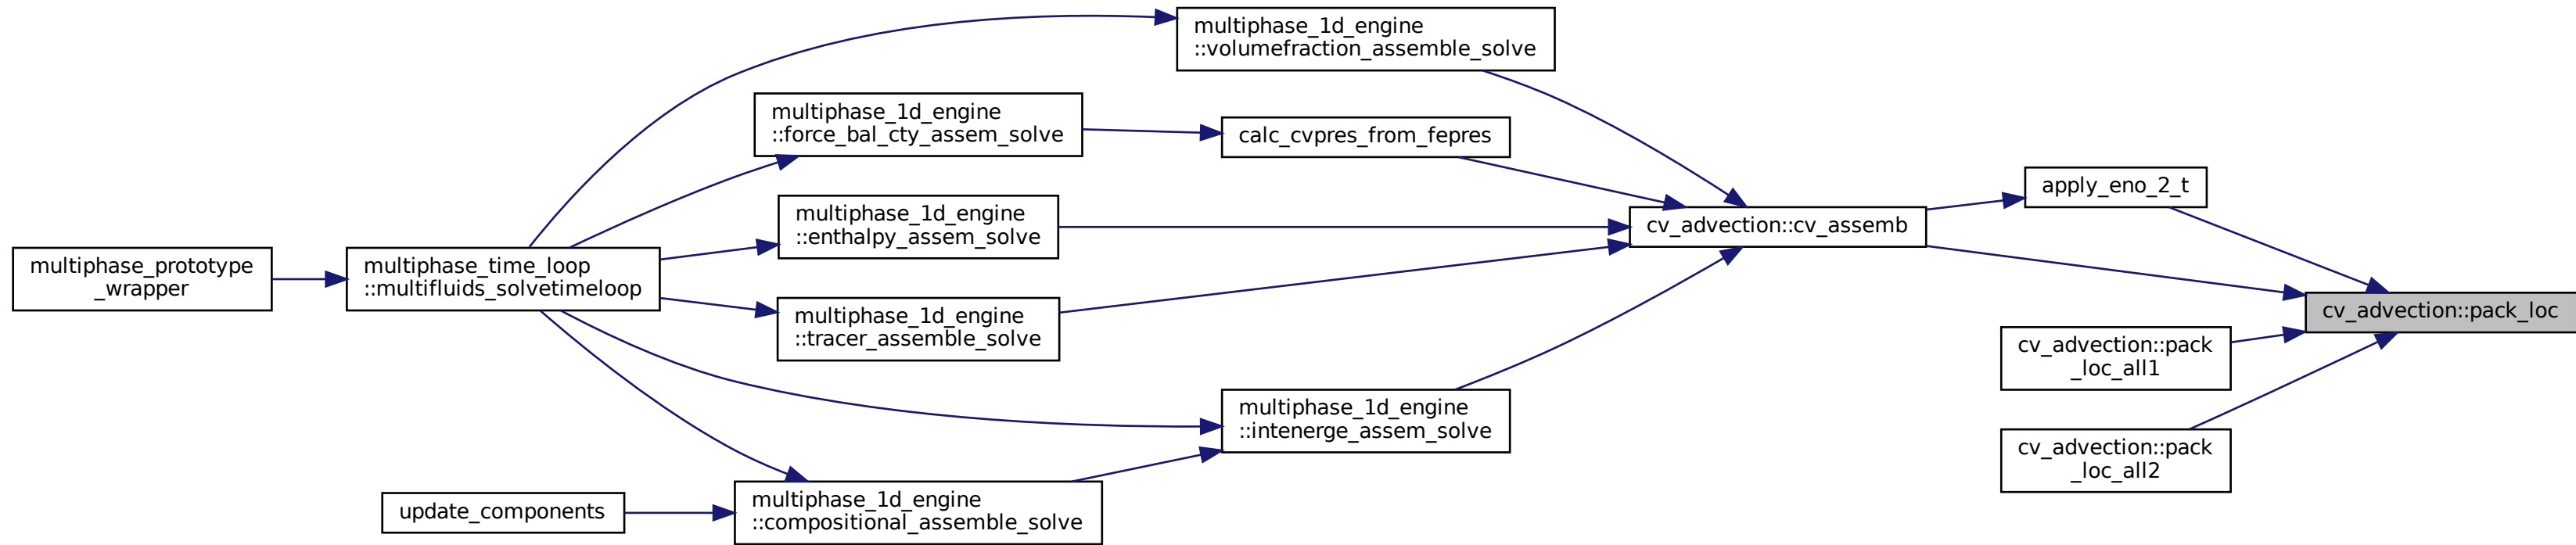 multiphase_prototype
_wrapper
multiphase_time_loop
::multifluids_solvetimeloop
update_components
multiphase_1d_engine
::volumefraction_assemble_solve
multiphase_1d_engine
::force_bal_cty_assem_solve
calc_cvpres_from_fepres
multiphase_1d_engine
::enthalpy_assem_solve
multiphase_1d_engine
::tracer_assemble_solve
multiphase_1d_engine
::intenerge_assem_solve
multiphase_1d_engine
::compositional_assemble_solve
cv_advection::cv_assemb
apply_eno_2_t
cv_advection::pack_loc
cv_advection::pack
_loc_all1
cv_advection::pack
_loc_all2